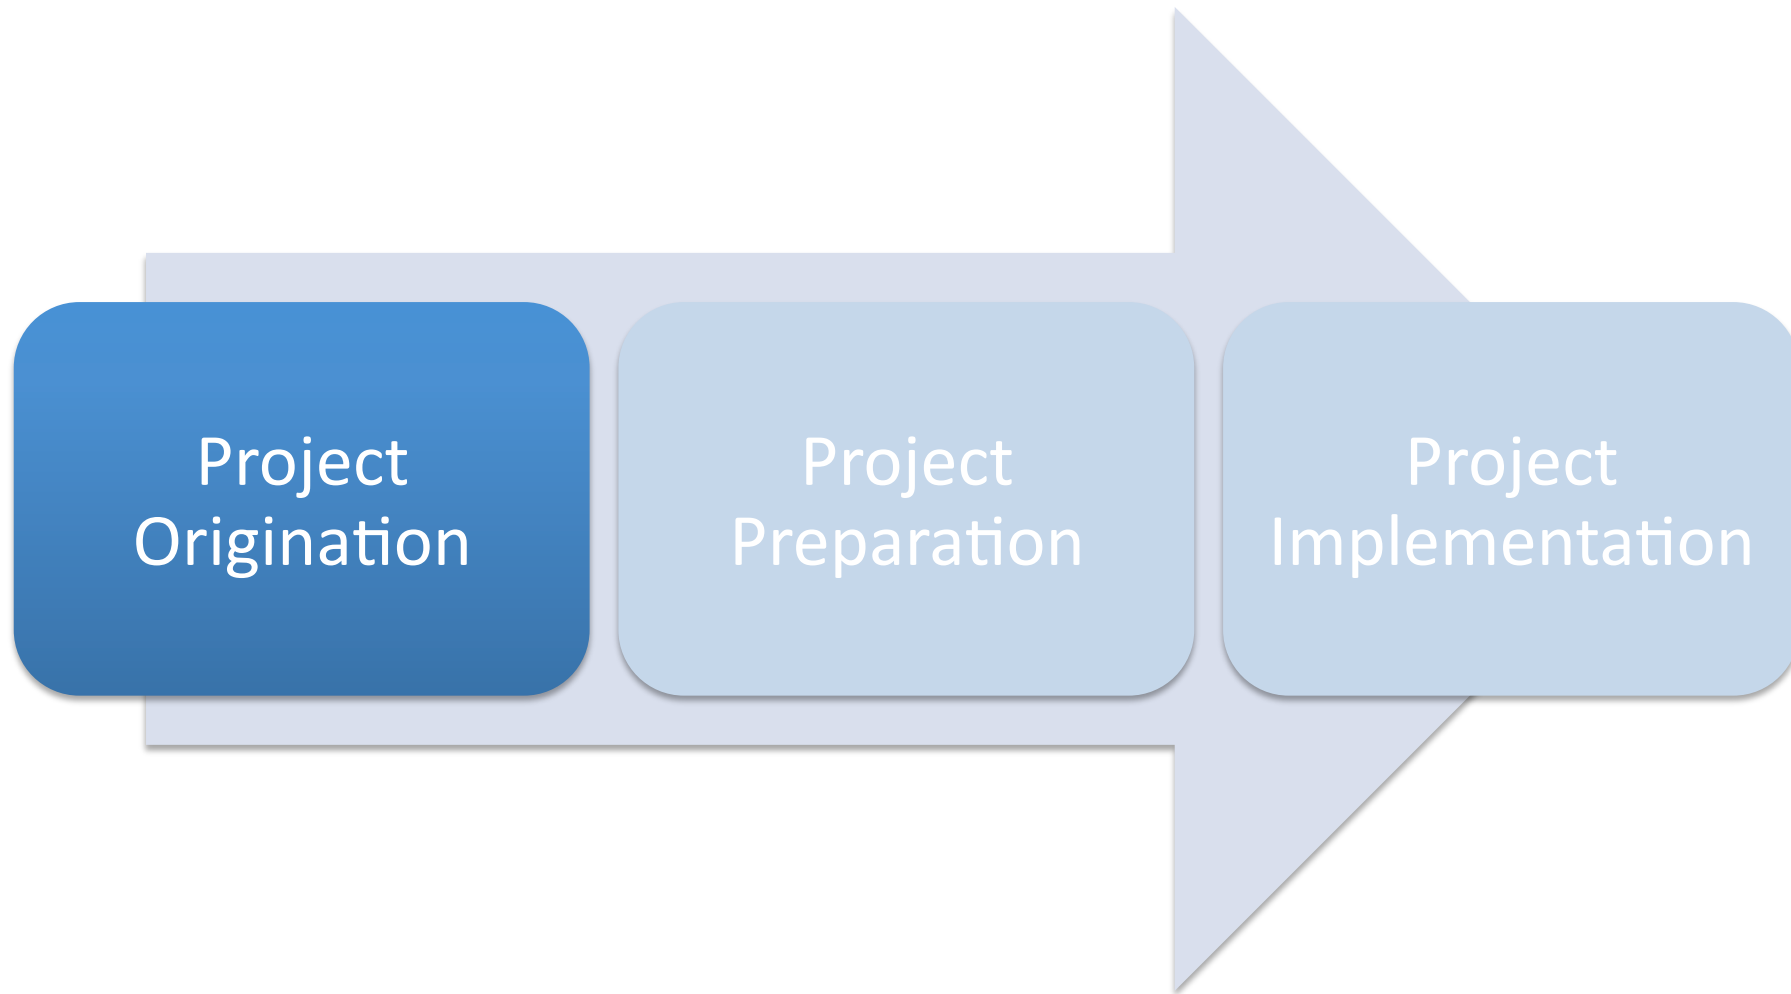 Project
Origination
Project
Preparation
Project
Implementation